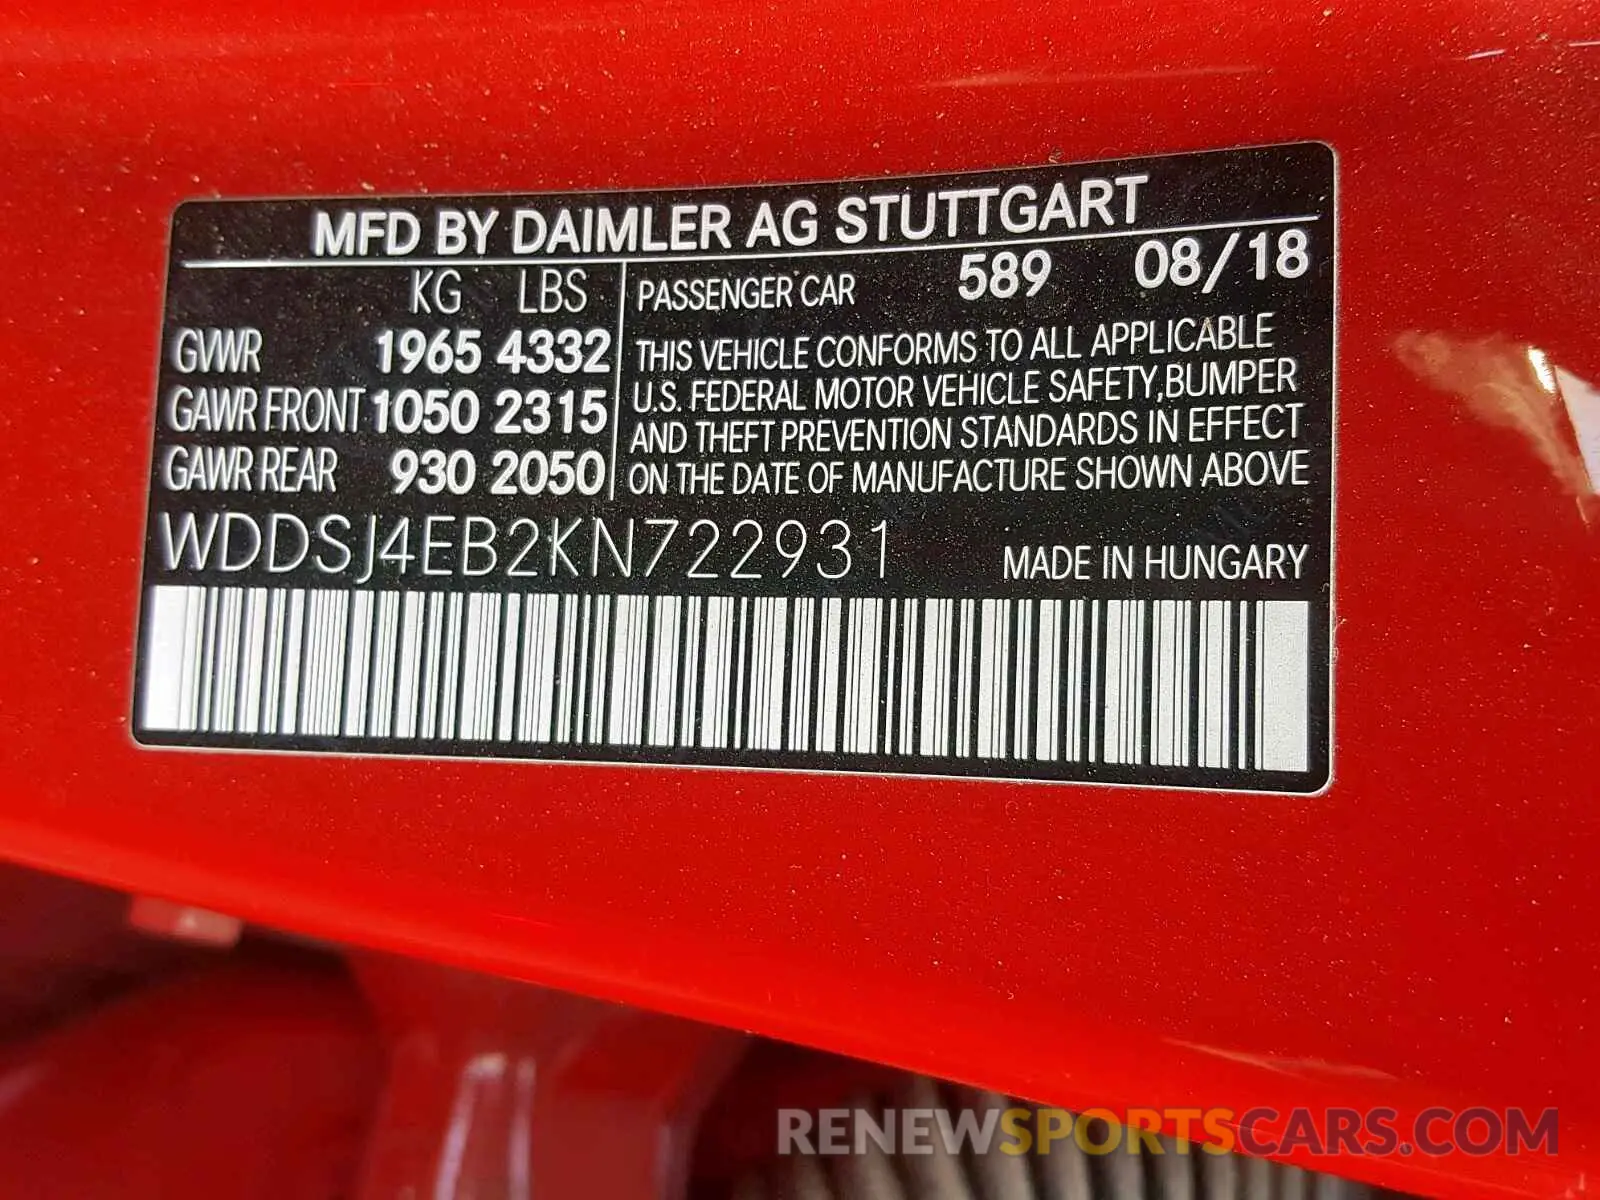 MFD BY DAIMLER AG STUTTGART
KG LBS
GVWR 1965 4332
GAWR FRONT 1050 2315
GAWR REAR 930 2050
PASSENGER CAR 589 08/18
THIS VEHICLE CONFORMS TO ALL APPLICABLE
U.S. FEDERAL MOTOR VEHICLE SAFETY,BUMPER
AND THEFT PREVENTION STANDARDS IN EFFECT
ON THE DATE OF MANUFACTURE SHOWN ABOVE
WDDSJ4EB2KN722931 MADE IN HUNGARY
RENEWSPORTSCARS.COM